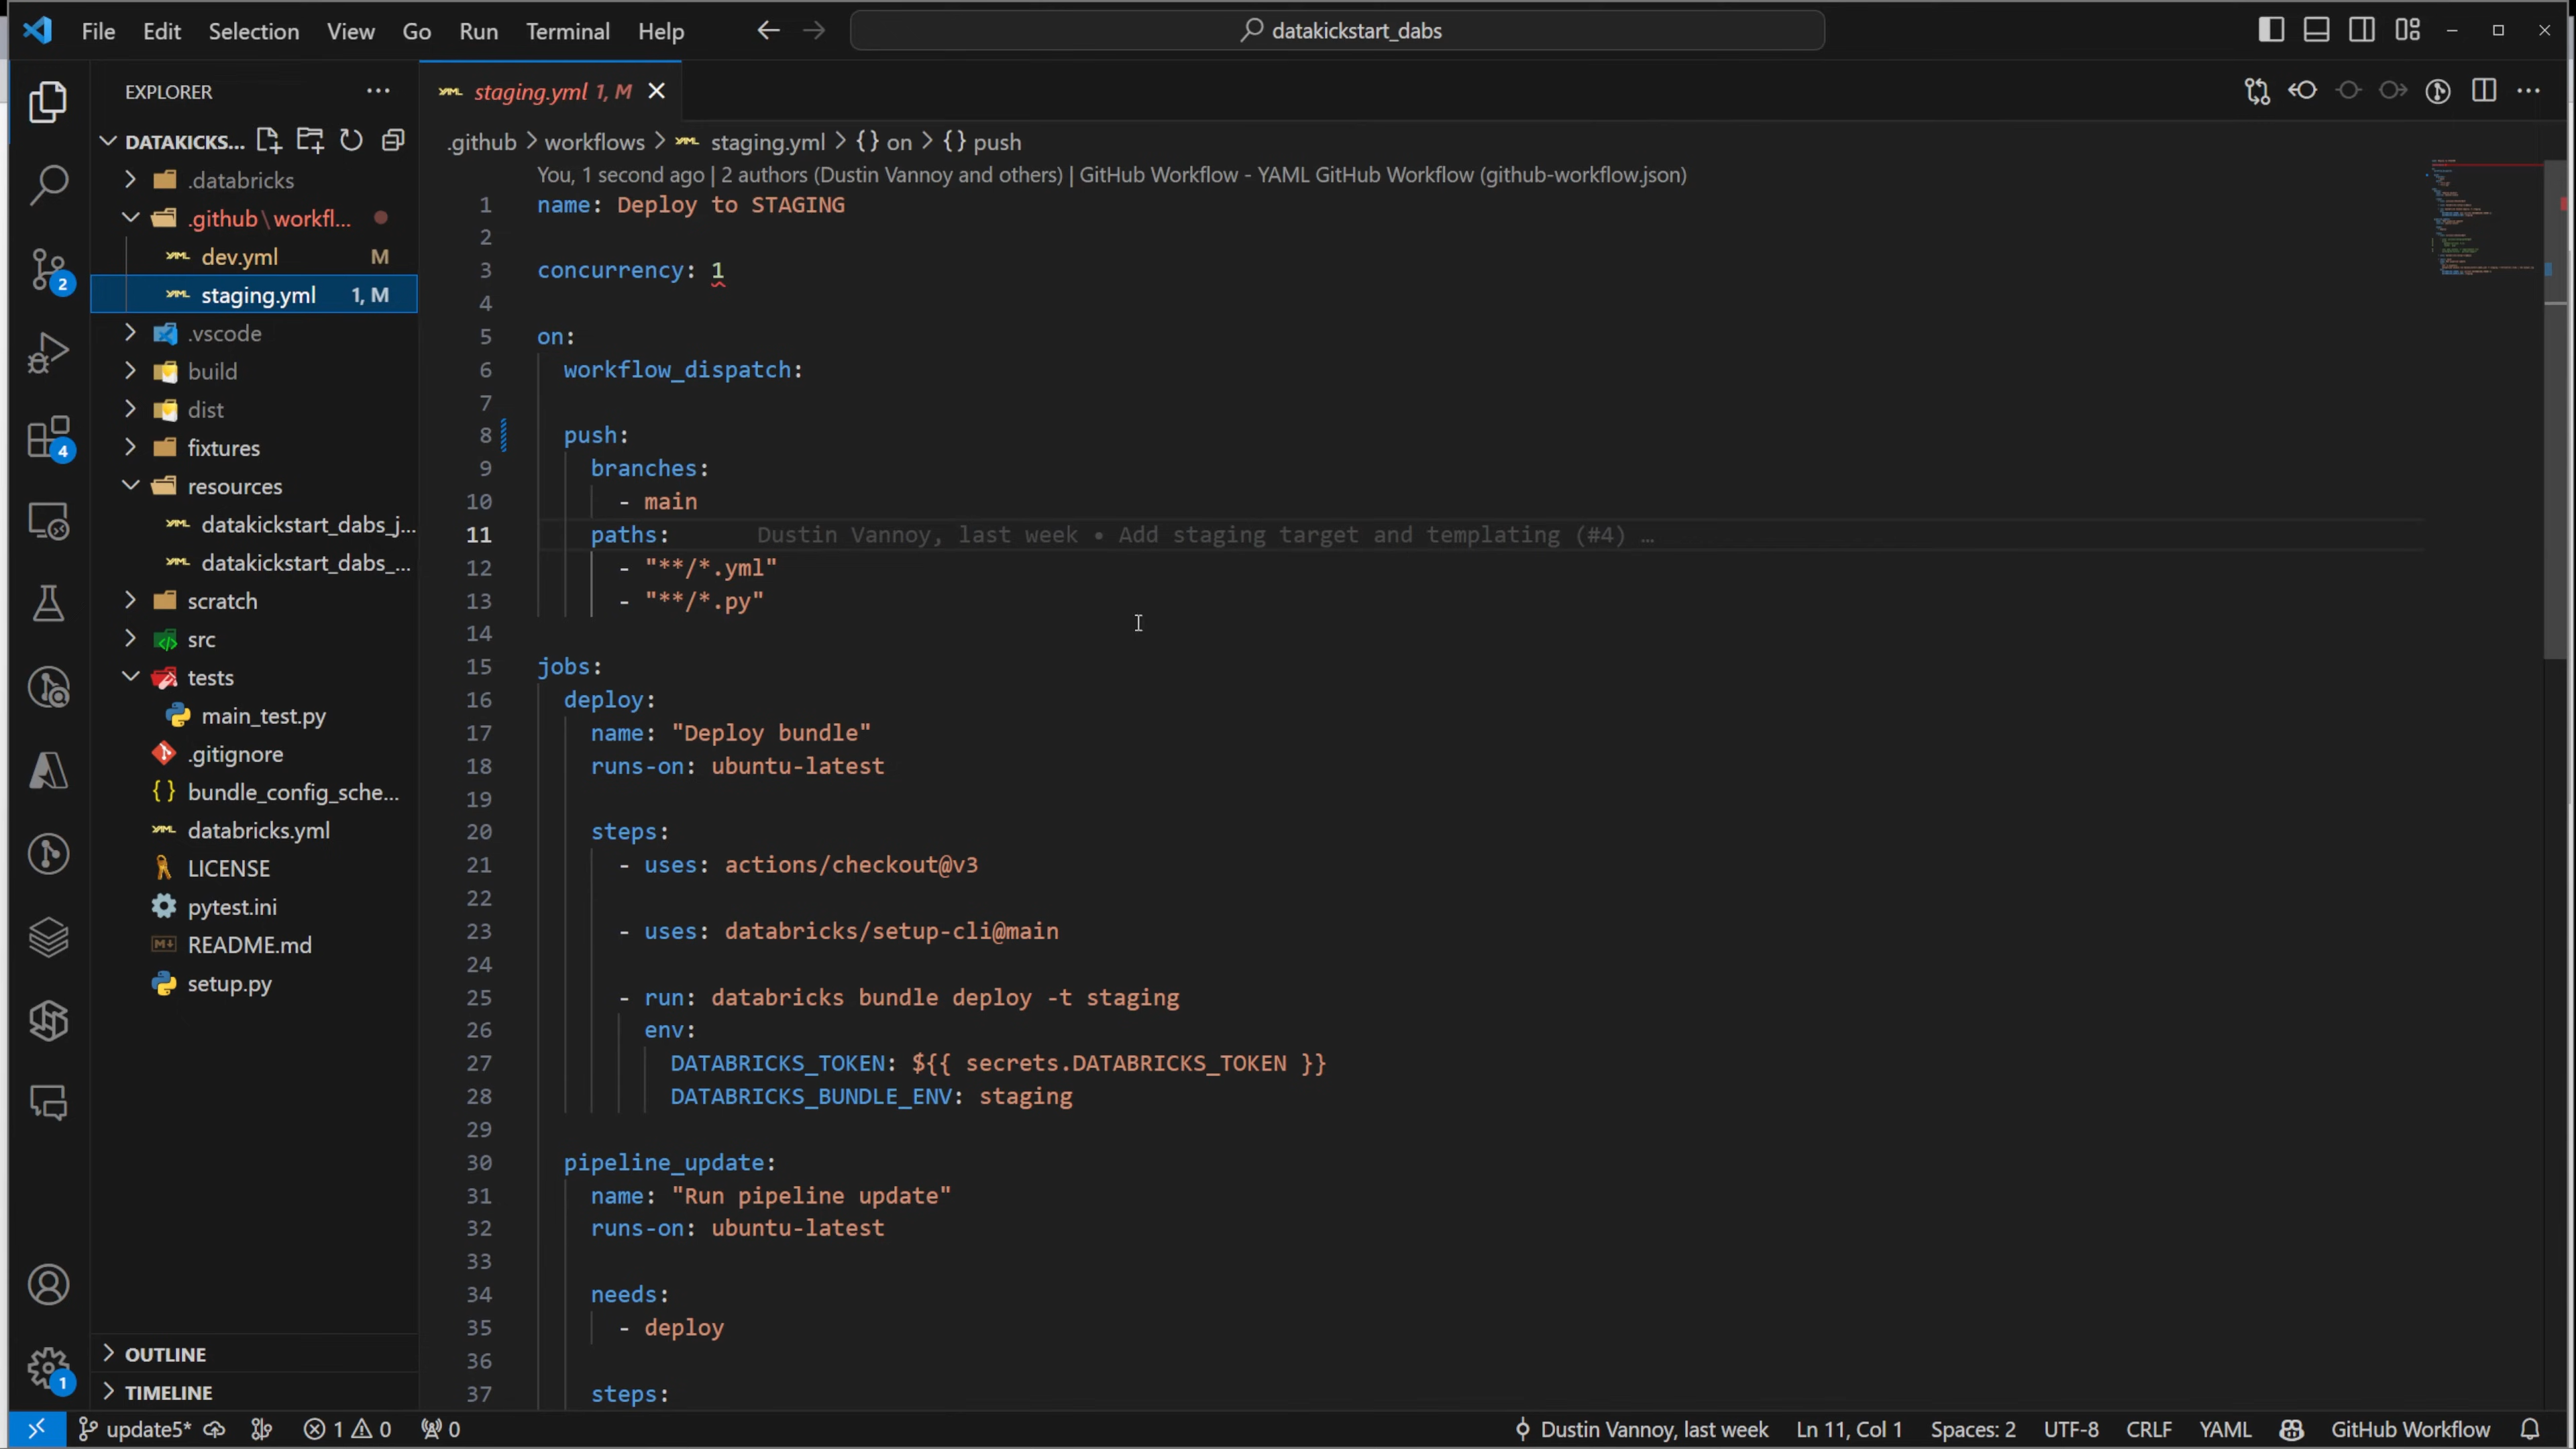 File Edit Selection View Go Run Terminal Help
datakickstart_dabs
EXPLORER
staging.yml 1, M
DATAKICKS...
.databricks
.github\workfl...
dev.yml M
staging.yml 1, M
.vscode
build
dist
fixtures
resources
datakickstart_dabs_j...
datakickstart_dabs_...
scratch
src
tests
main_test.py
.gitignore
bundle_config_sche...
databricks.yml
LICENSE
pytest.ini
README.md
setup.py
OUTLINE
TIMELINE
2
4
1
.github > workflows > staging.yml > {} on > {} push
You, 1 second ago | 2 authors (Dustin Vannoy and others) | GitHub Workflow - YAML GitHub Workflow (github-workflow.json)
1 name: Deploy to STAGING
2
3 concurrency: 1
4
5 on:
6 workflow_dispatch:
7
8 push:
9 branches:
10 - main
11 paths: Dustin Vannoy, last week • Add staging target and templating (#4) …
12 - "**/*.yml"
13 - "**/*.py"
14
15 jobs:
16 deploy:
17 name: "Deploy bundle"
18 runs-on: ubuntu-latest
19
20 steps:
21 - uses: actions/checkout@v3
22
23 - uses: databricks/setup-cli@main
24
25 - run: databricks bundle deploy -t staging
26 env:
27 DATABRICKS_TOKEN: ${{ secrets.DATABRICKS_TOKEN }}
28 DATABRICKS_BUNDLE_ENV: staging
29
30 pipeline_update:
31 name: "Run pipeline update"
32 runs-on: ubuntu-latest
33
34 needs:
35 - deploy
36
37 steps:
update5* 1 0 0 Dustin Vannoy, last week Ln 11, Col 1 Spaces: 2 UTF-8 CRLF YAML GitHub Workflow